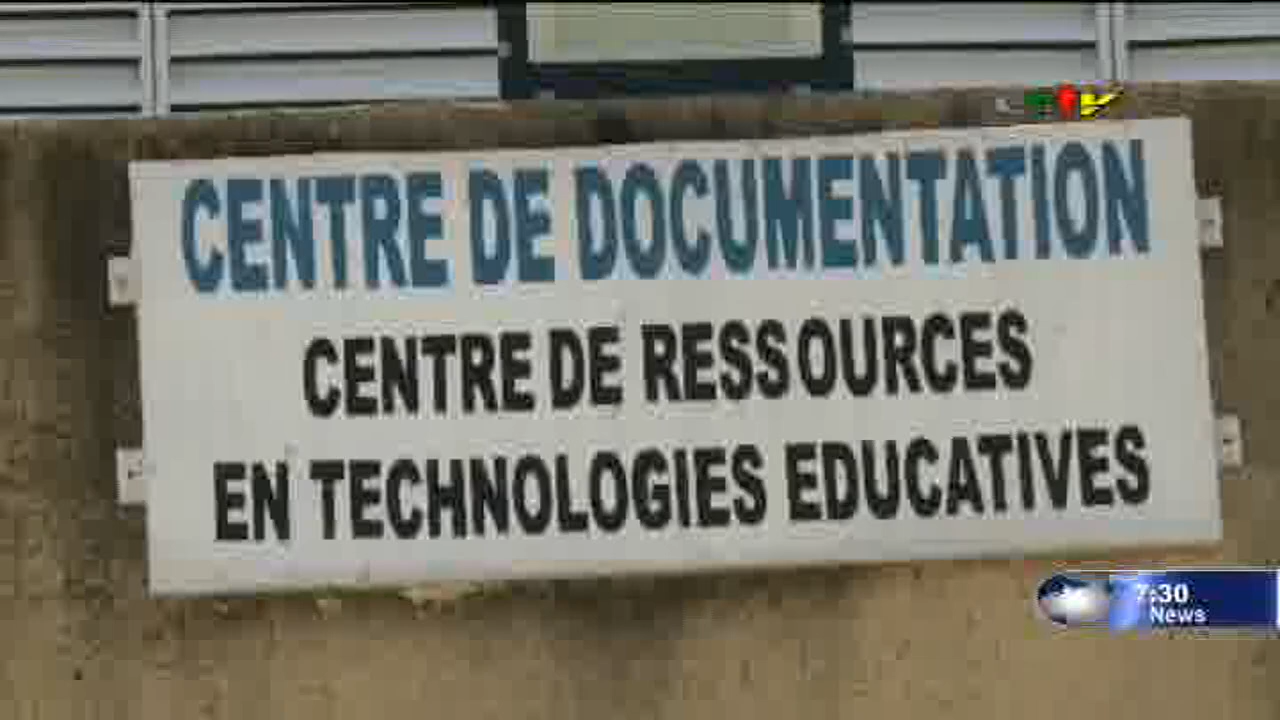 CENTRE DE DOCUMENTATION
CENTRE DE RESSOURCES
EN TECHNOLOGIES EDUCATIVES
7:30
News